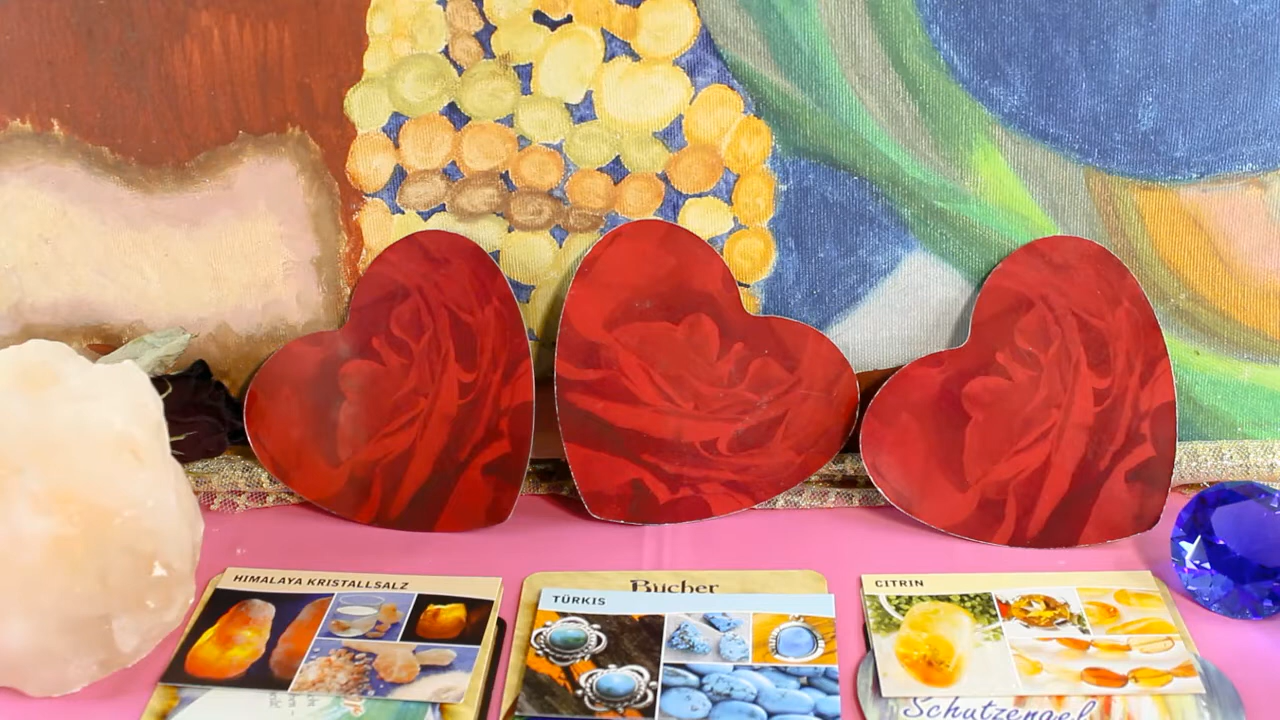 HIMALAYA KRISTALLSALZ
Bücher
TÜRKIS
CITRIN
Schutzengel